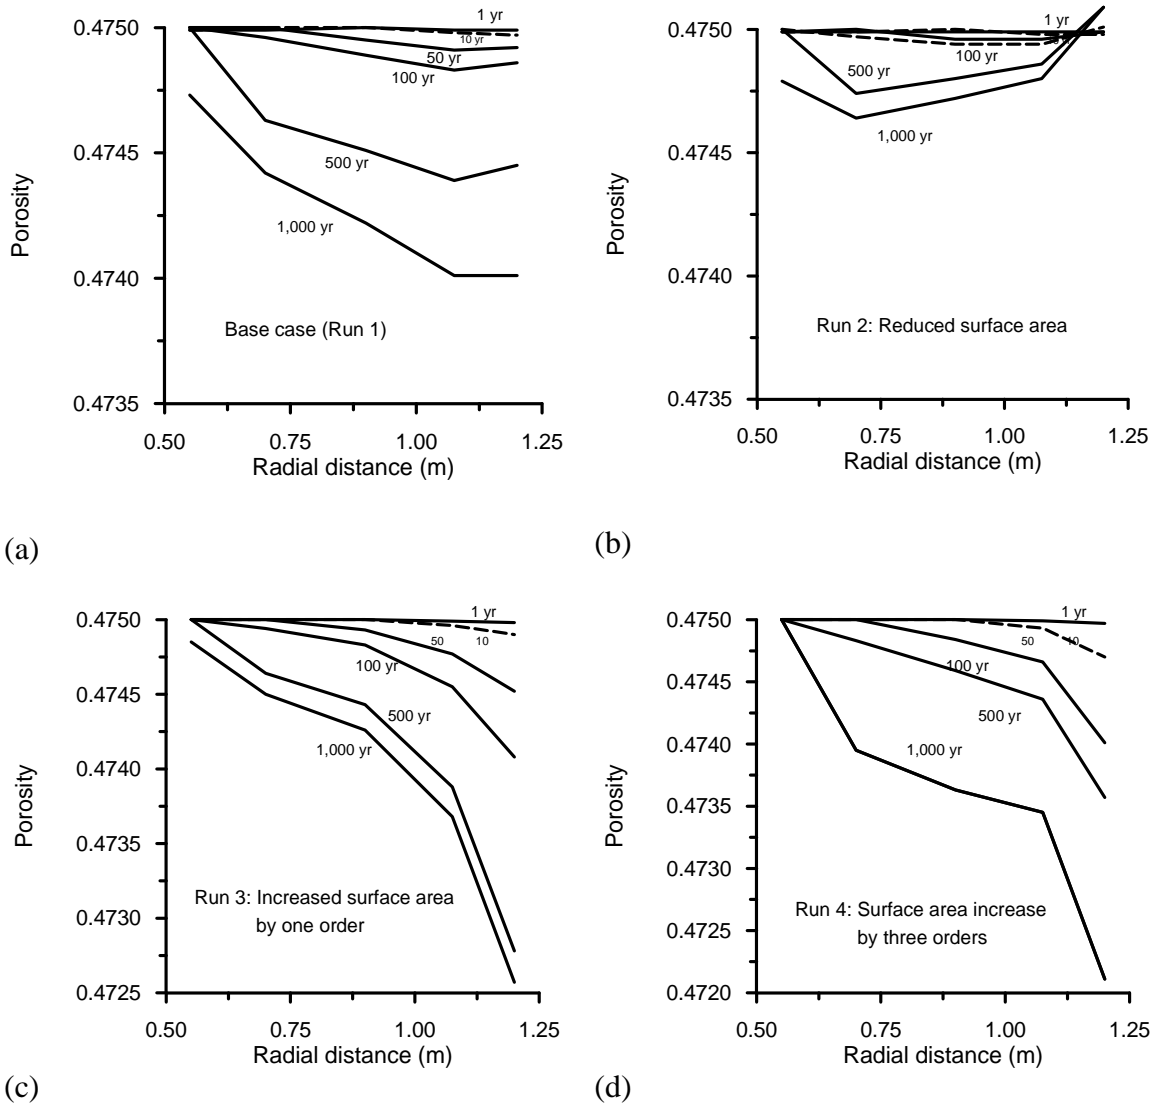 0.4750
0.4745
0.4740
0.4735
Porosity
1 yr
10 yr
50 yr
100 yr
500 yr
1,000 yr
Base case (Run 1)
0.50 0.75 1.00 1.25
Radial distance (m)
(a)
0.4750
0.4745
0.4740
0.4735
Porosity
1 yr
100 yr
500 yr
1,000 yr
Run 2: Reduced surface area
0.50 0.75 1.00 1.25
Radial distance (m)
(b)
0.4750
0.4745
0.4740
0.4735
0.4730
0.4725
Porosity
1 yr
50 10
100 yr
500 yr
1,000 yr
Run 3: Increased surface area
by one order
0.50 0.75 1.00 1.25
Radial distance (m)
(c)
0.4750
0.4745
0.4740
0.4735
0.4730
0.4725
0.4720
Porosity
1 yr
50 10
100 yr
500 yr
1,000 yr
Run 4: Surface area increase
by three orders
0.50 0.75 1.00 1.25
Radial distance (m)
(d)